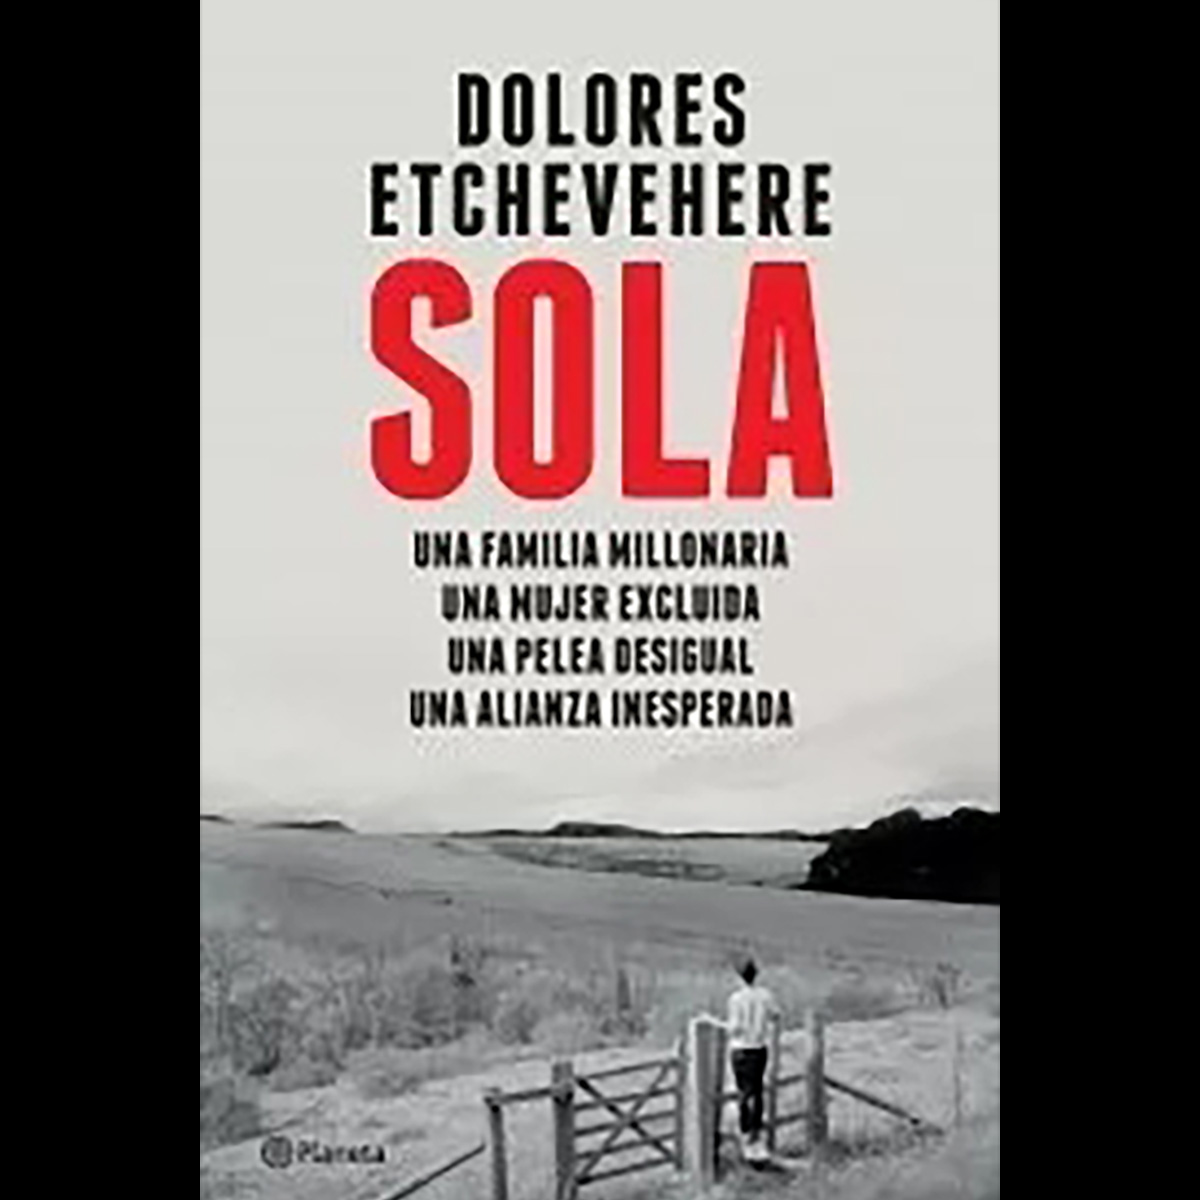 DOLORES
ETCHEVEHERE
SOLA
UNA FAMILIA MILLONARIA
UNA MUJER EXCLUIDA
UNA PELEA DESIGUAL
UNA ALIANZA INESPERADA
Planeta